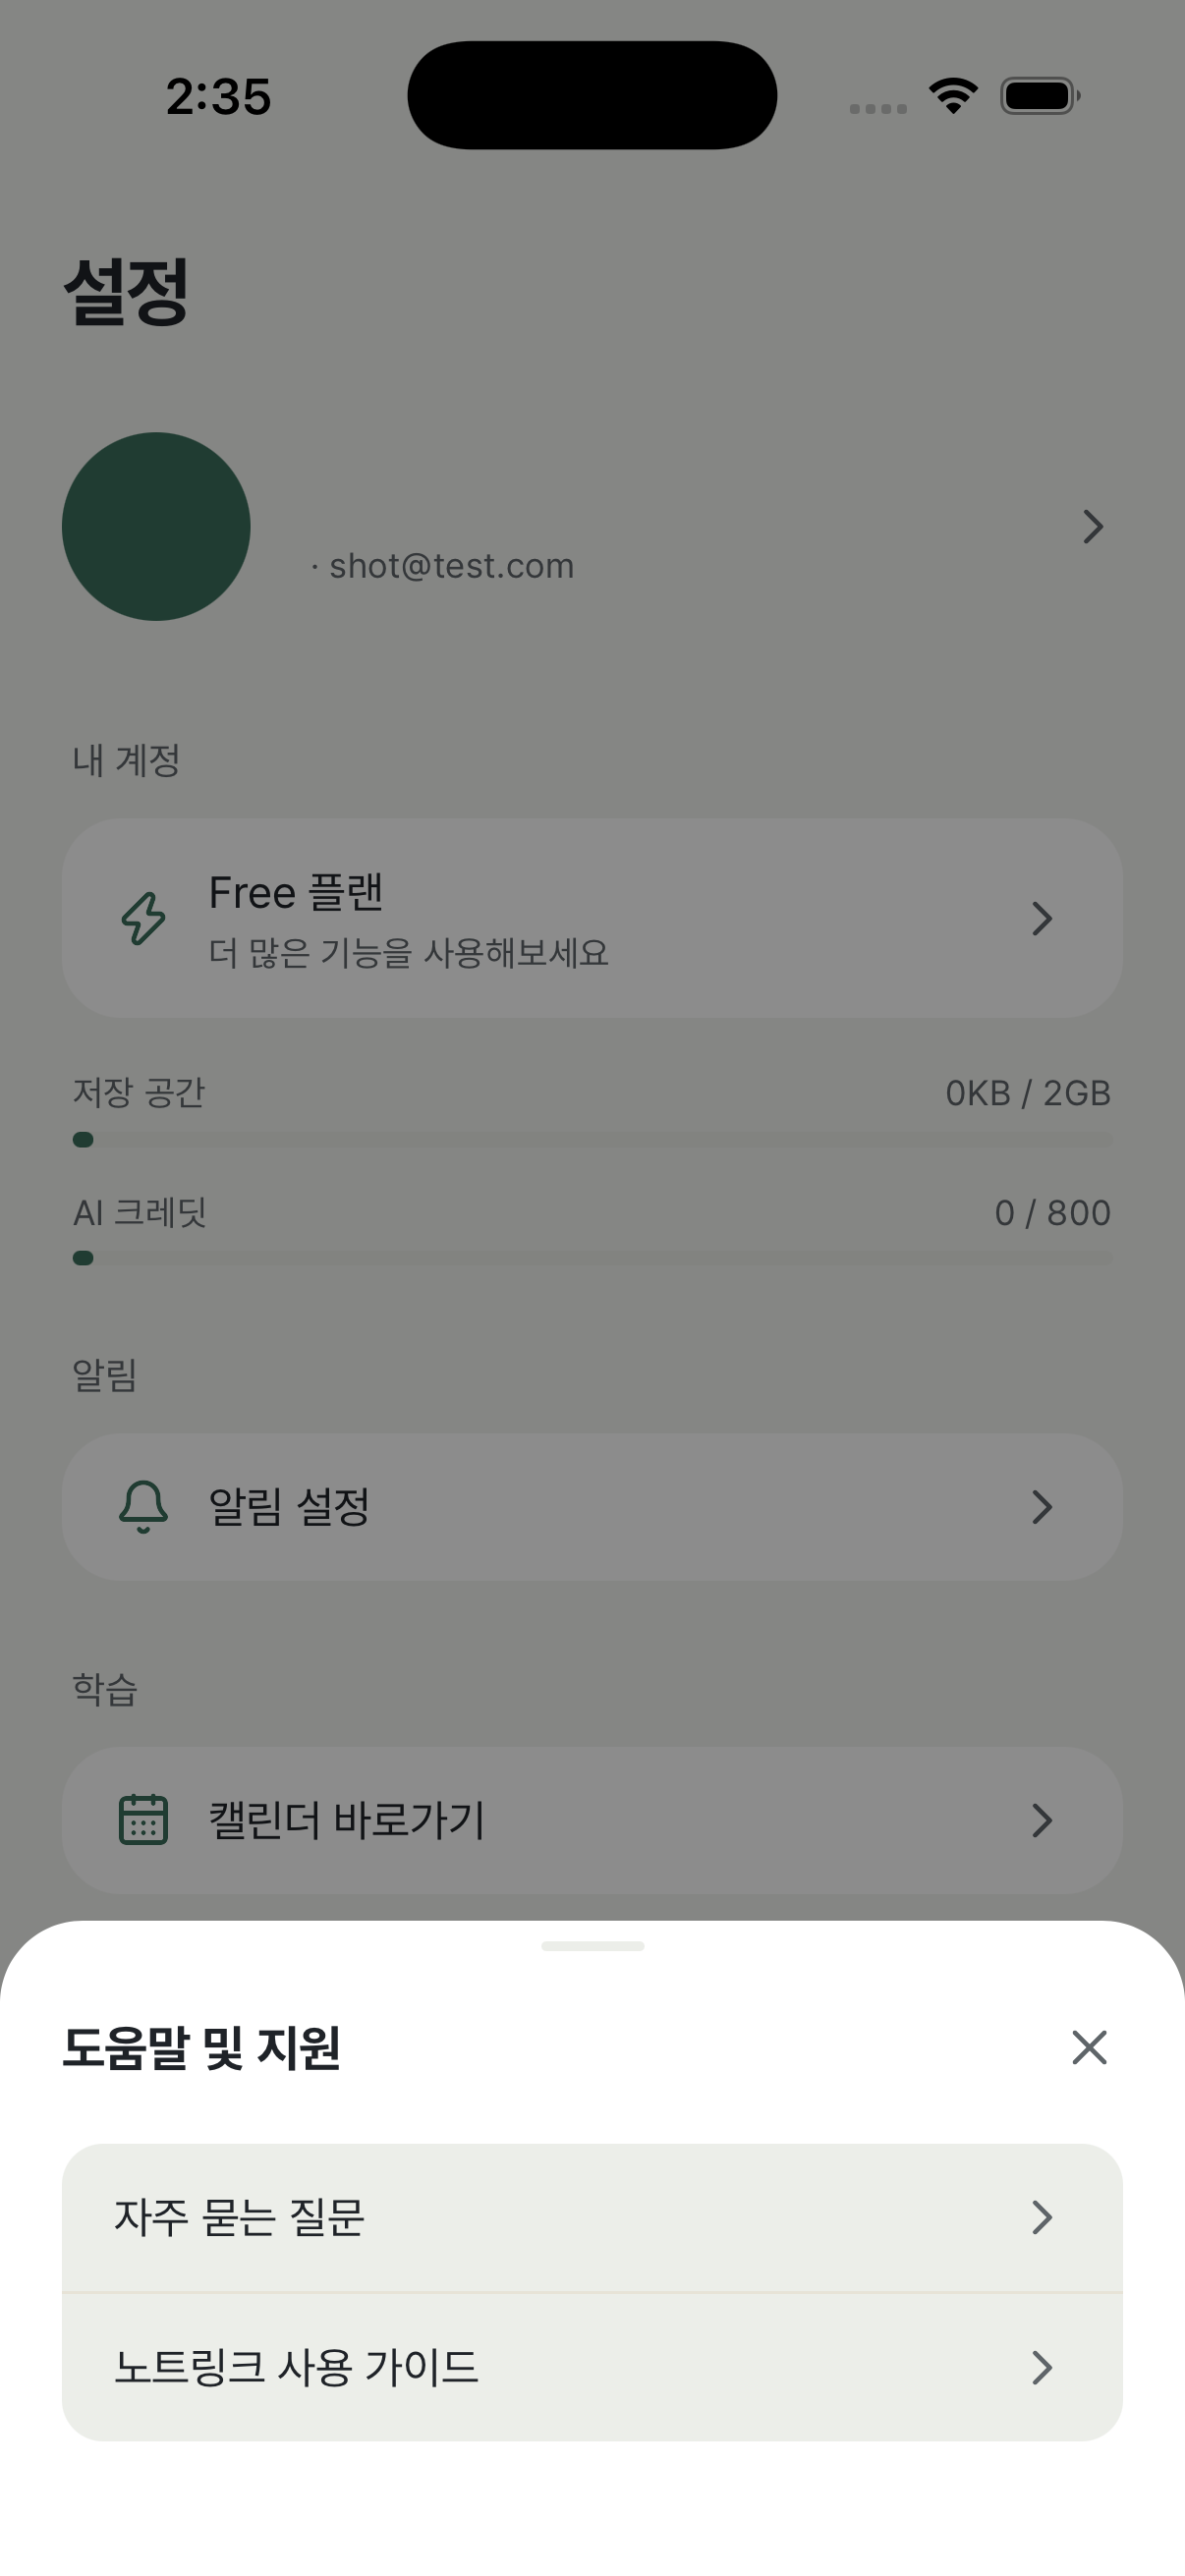 2:35
설정
· shot@test.com
내 계정
Free 플랜
더 많은 기능을 사용해보세요
저장 공간 0KB / 2GB
AI 크레딧 0 / 800
알림
알림 설정
학습
캘린더 바로가기
도움말 및 지원
자주 묻는 질문
노트링크 사용 가이드